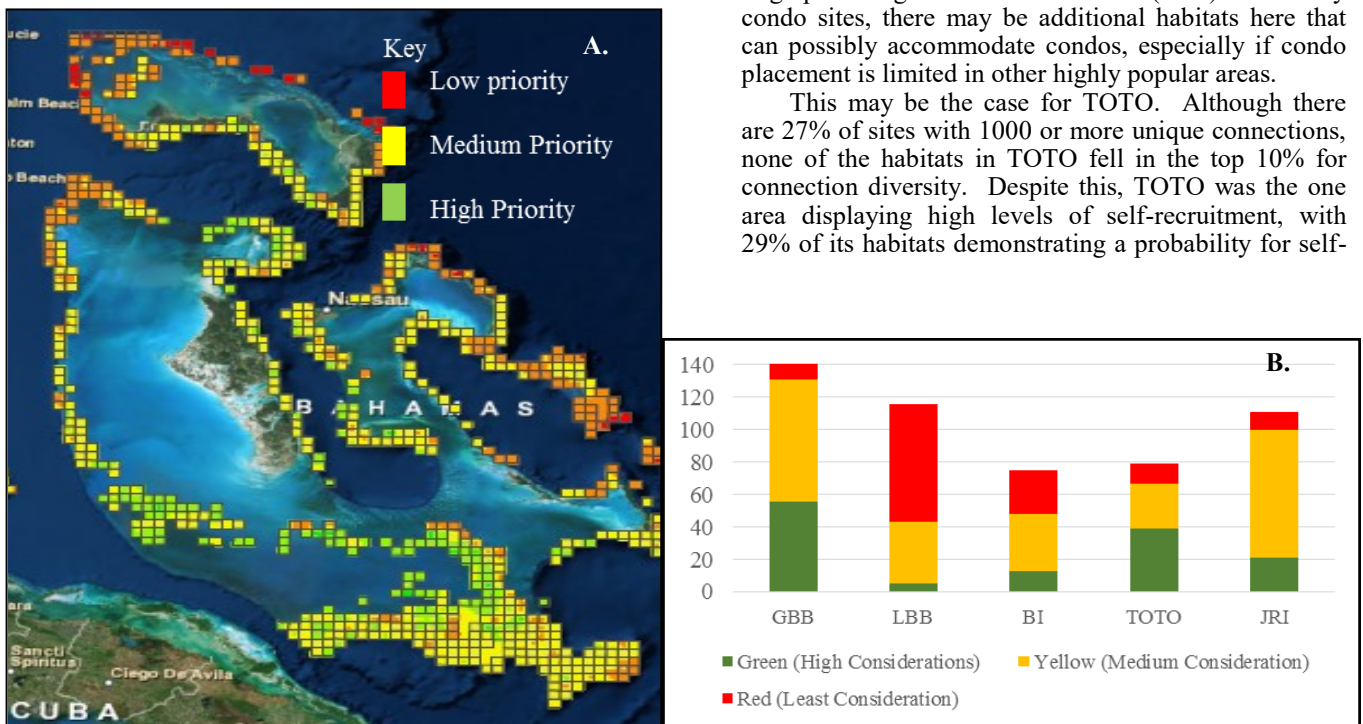 ucie
alm Beac
ton
Beach
Key
A.
Low priority
Medium Priority
High Priority
Nassau
B A H A M A S
ara
Sancti
Spiritus
Ciego De Avila
CUBA
condo sites, there may be additional habitats here that
can possibly accommodate condos, especially if condo
placement is limited in other highly popular areas.
This may be the case for TOTO. Although there
are 27% of sites with 1000 or more unique connections,
none of the habitats in TOTO fell in the top 10% for
connection diversity. Despite this, TOTO was the one
area displaying high levels of self-recruitment, with
29% of its habitats demonstrating a probability for self-
B.
140
120
100
80
60
40
20
0
GBB LBB BI TOTO JRI
Green (High Considerations) Yellow (Medium Consideration)
Red (Least Consideration)